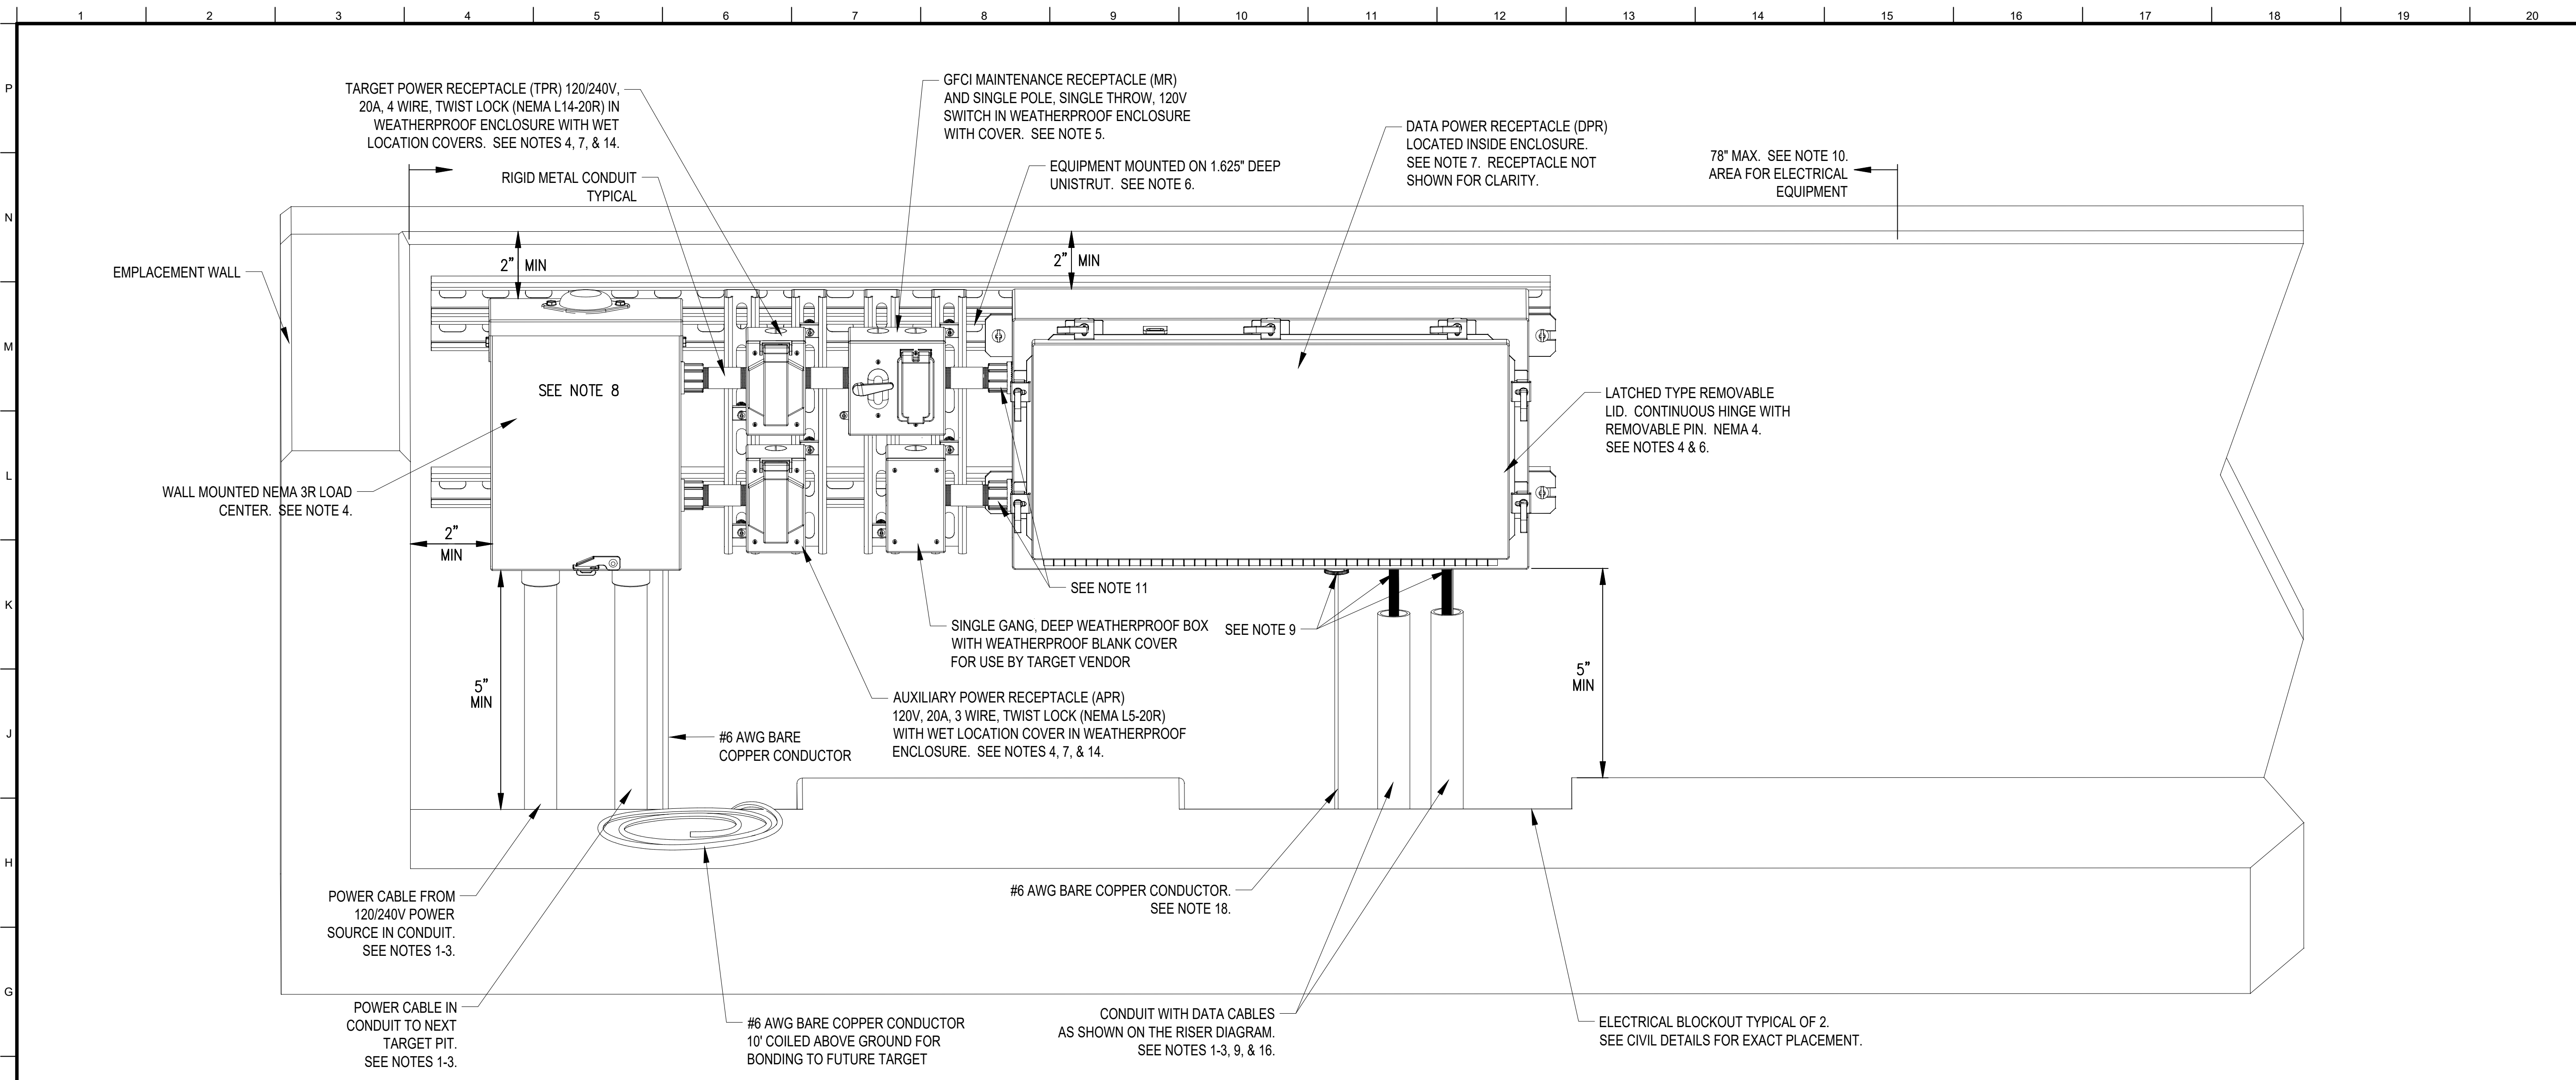 1 2 3 4 5 6 7 8 9 10 11 12 13 14 15 16 17 18 19 20
P
N
M
L
K
J
H
G
TARGET POWER RECEPTACLE (TPR) 120/240V,
20A, 4 WIRE, TWIST LOCK (NEMA L14-20R) IN
WEATHERPROOF ENCLOSURE WITH WET
LOCATION COVERS. SEE NOTES 4, 7, & 14.
GFCI MAINTENANCE RECEPTACLE (MR)
AND SINGLE POLE, SINGLE THROW, 120V
SWITCH IN WEATHERPROOF ENCLOSURE
WITH COVER. SEE NOTE 5.
DATA POWER RECEPTACLE (DPR)
LOCATED INSIDE ENCLOSURE.
SEE NOTE 7. RECEPTACLE NOT
SHOWN FOR CLARITY.
78" MAX. SEE NOTE 10.
AREA FOR ELECTRICAL
EQUIPMENT
RIGID METAL CONDUIT
TYPICAL
EQUIPMENT MOUNTED ON 1.625" DEEP
UNISTRUT. SEE NOTE 6.
EMPLACEMENT WALL
2" MIN
2" MIN
SEE NOTE 8
LATCHED TYPE REMOVABLE
LID. CONTINUOUS HINGE WITH
REMOVABLE PIN. NEMA 4.
SEE NOTES 4 & 6.
WALL MOUNTED NEMA 3R LOAD
CENTER. SEE NOTE 4.
2"
MIN
SEE NOTE 11
SINGLE GANG, DEEP WEATHERPROOF BOX
WITH WEATHERPROOF BLANK COVER
FOR USE BY TARGET VENDOR
SEE NOTE 9
5"
MIN
5"
MIN
AUXILIARY POWER RECEPTACLE (APR)
120V, 20A, 3 WIRE, TWIST LOCK (NEMA L5-20R)
WITH WET LOCATION COVER IN WEATHERPROOF
ENCLOSURE. SEE NOTES 4, 7, & 14.
#6 AWG BARE
COPPER CONDUCTOR
POWER CABLE FROM
120/240V POWER
SOURCE IN CONDUIT.
SEE NOTES 1-3.
#6 AWG BARE COPPER CONDUCTOR.
SEE NOTE 18.
POWER CABLE IN
CONDUIT TO NEXT
TARGET PIT.
SEE NOTES 1-3.
#6 AWG BARE COPPER CONDUCTOR
10' COILED ABOVE GROUND FOR
BONDING TO FUTURE TARGET
CONDUIT WITH DATA CABLES
AS SHOWN ON THE RISER DIAGRAM.
SEE NOTES 1-3, 9, & 16.
ELECTRICAL BLOCKOUT TYPICAL OF 2.
SEE CIVIL DETAILS FOR EXACT PLACEMENT.